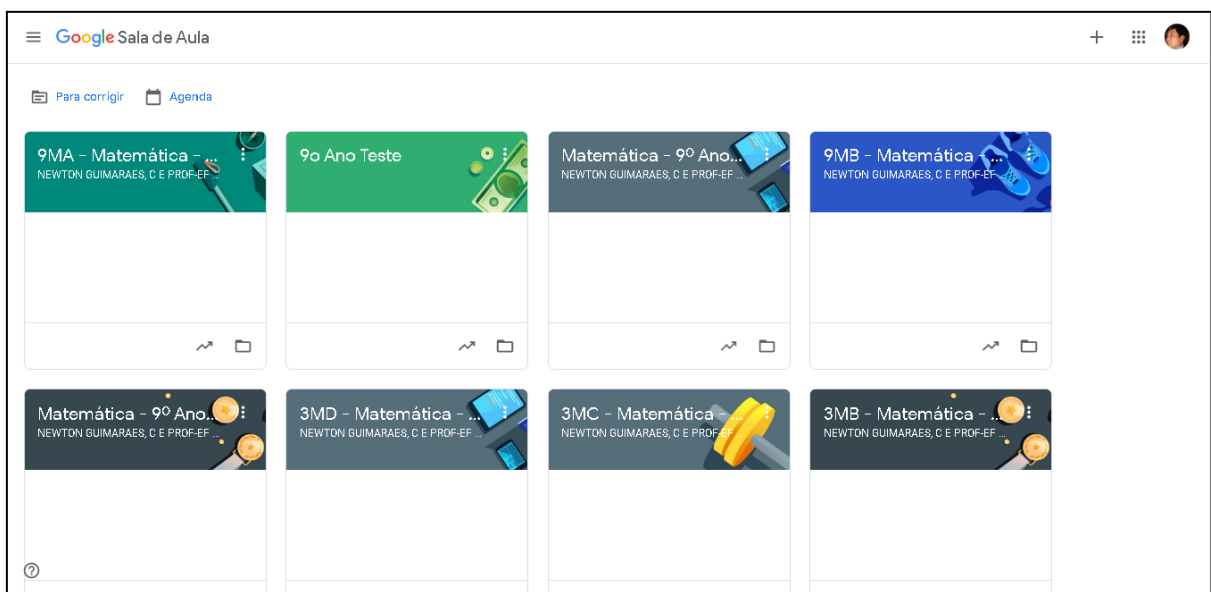 Google Sala de Aula
Para corrigir Agenda
9MA - Matemática - ...
NEWTON GUIMARAES, C E PROF-EF ...
9o Ano Teste
Matemática - 9º Ano...
NEWTON GUIMARAES, C E PROF-EF ...
9MB - Matemática - ...
NEWTON GUIMARAES, C E PROF-EF ...
Matemática - 9º Ano...
NEWTON GUIMARAES, C E PROF-EF ...
3MD - Matemática - ...
NEWTON GUIMARAES, C E PROF-EF ...
3MC - Matemática - ...
NEWTON GUIMARAES, C E PROF-EF ...
3MB - Matemática - ...
NEWTON GUIMARAES, C E PROF-EF ...